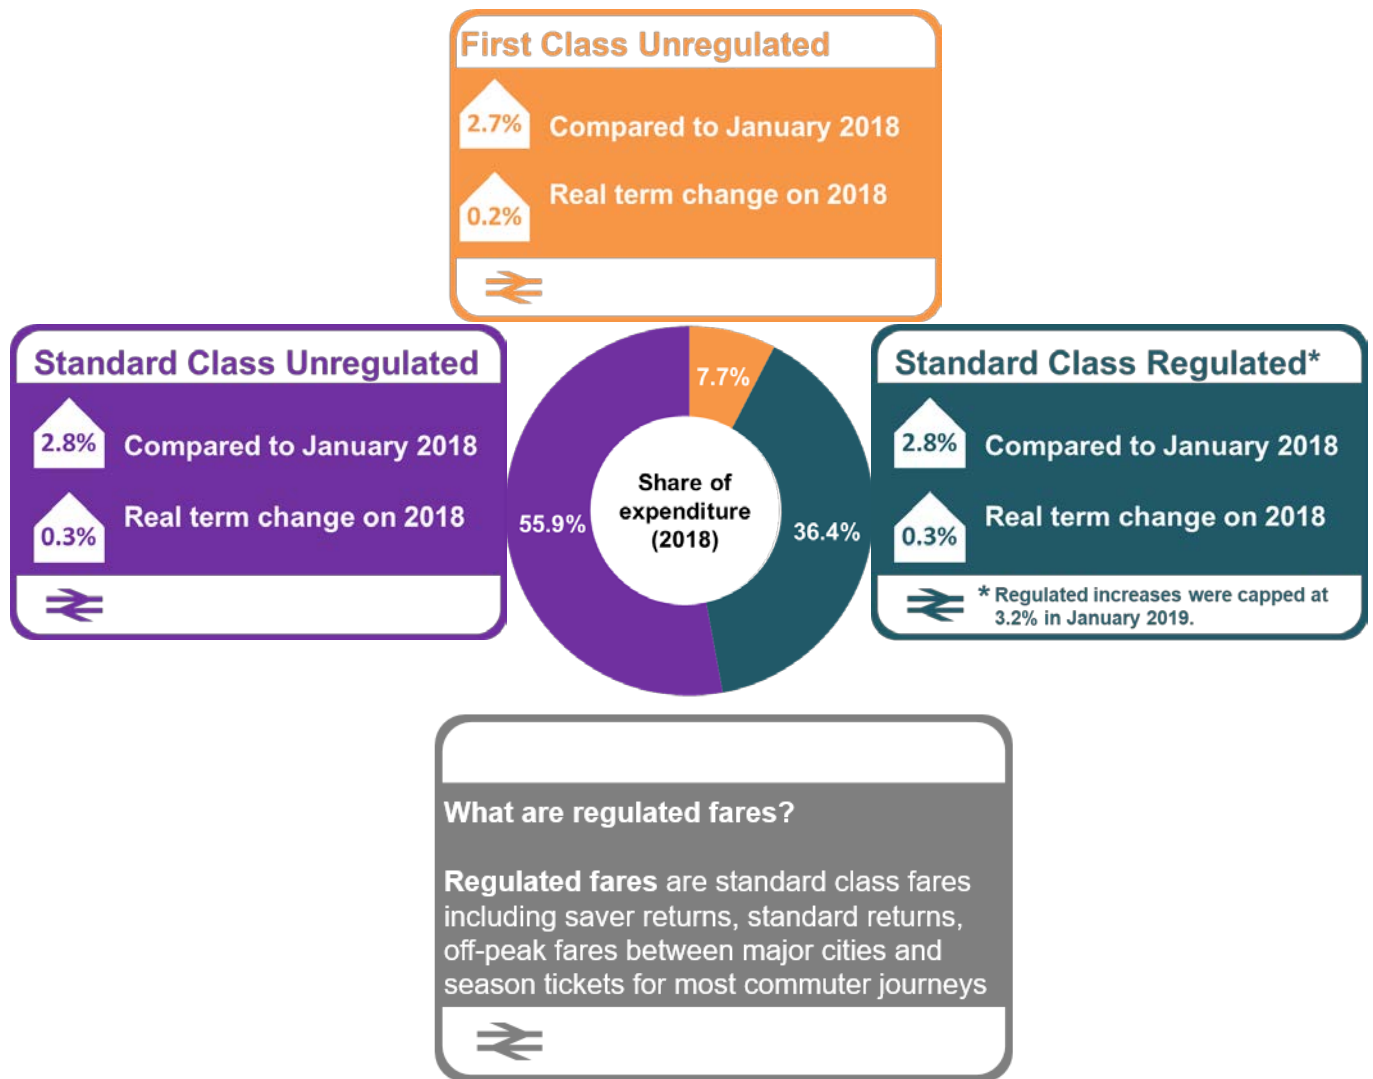 First Class Unregulated
2.7%
Compared to January 2018
0.2%
Real term change on 2018
Standard Class Unregulated
2.8%
Compared to January 2018
0.3%
Real term change on 2018
7.7%
55.9%
36.4%
Share of
expenditure
(2018)
Standard Class Regulated*
2.8%
Compared to January 2018
0.3%
Real term change on 2018
* Regulated increases were capped at
3.2% in January 2019.
What are regulated fares?
Regulated fares are standard class fares
including saver returns, standard returns,
off-peak fares between major cities and
season tickets for most commuter journeys